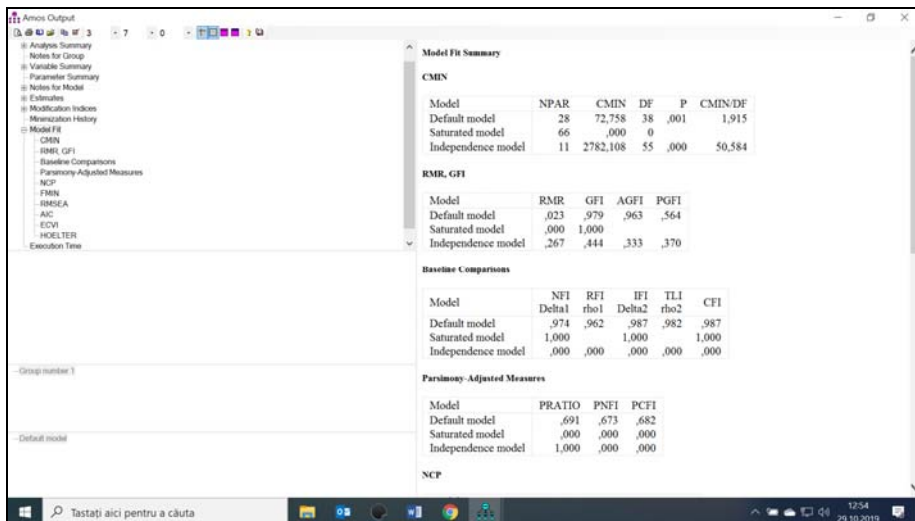 Amos Output
3 7 0
Analysis Summary
Notes for Group
Variable Summary
Parameter Summary
Notes for Model
Estimates
Modification Indices
Minimization History
Model Fit
CMIN
RMR, GFI
Baseline Comparisons
Parsimony-Adjusted Measures
NCP
FMIN
RMSEA
AIC
ECVI
HOELTER
Execution Time
Group number 1
Default model
Model Fit Summary
CMIN
Model NPAR CMIN DF P CMIN/DF
Default model 28 72,758 38 ,001 1,915
Saturated model 66 ,000 0
Independence model 11 2782,108 55 ,000 50,584
RMR, GFI
Model RMR GFI AGFI PGFI
Default model ,023 ,979 ,963 ,564
Saturated model ,000 1,000
Independence model ,267 ,444 ,333 ,370
Baseline Comparisons
Model NFI RFI IFI TLI CFI
Delta1 rho1 Delta2 rho2
Default model ,974 ,962 ,987 ,982 ,987
Saturated model 1,000 1,000 1,000
Independence model ,000 ,000 ,000 ,000 ,000
Parsimony-Adjusted Measures
Model PRATIO PNFI PCFI
Default model ,691 ,673 ,682
Saturated model ,000 ,000 ,000
Independence model 1,000 ,000 ,000
NCP
Tastați aici pentru a căuta
12:54
29.10.2019